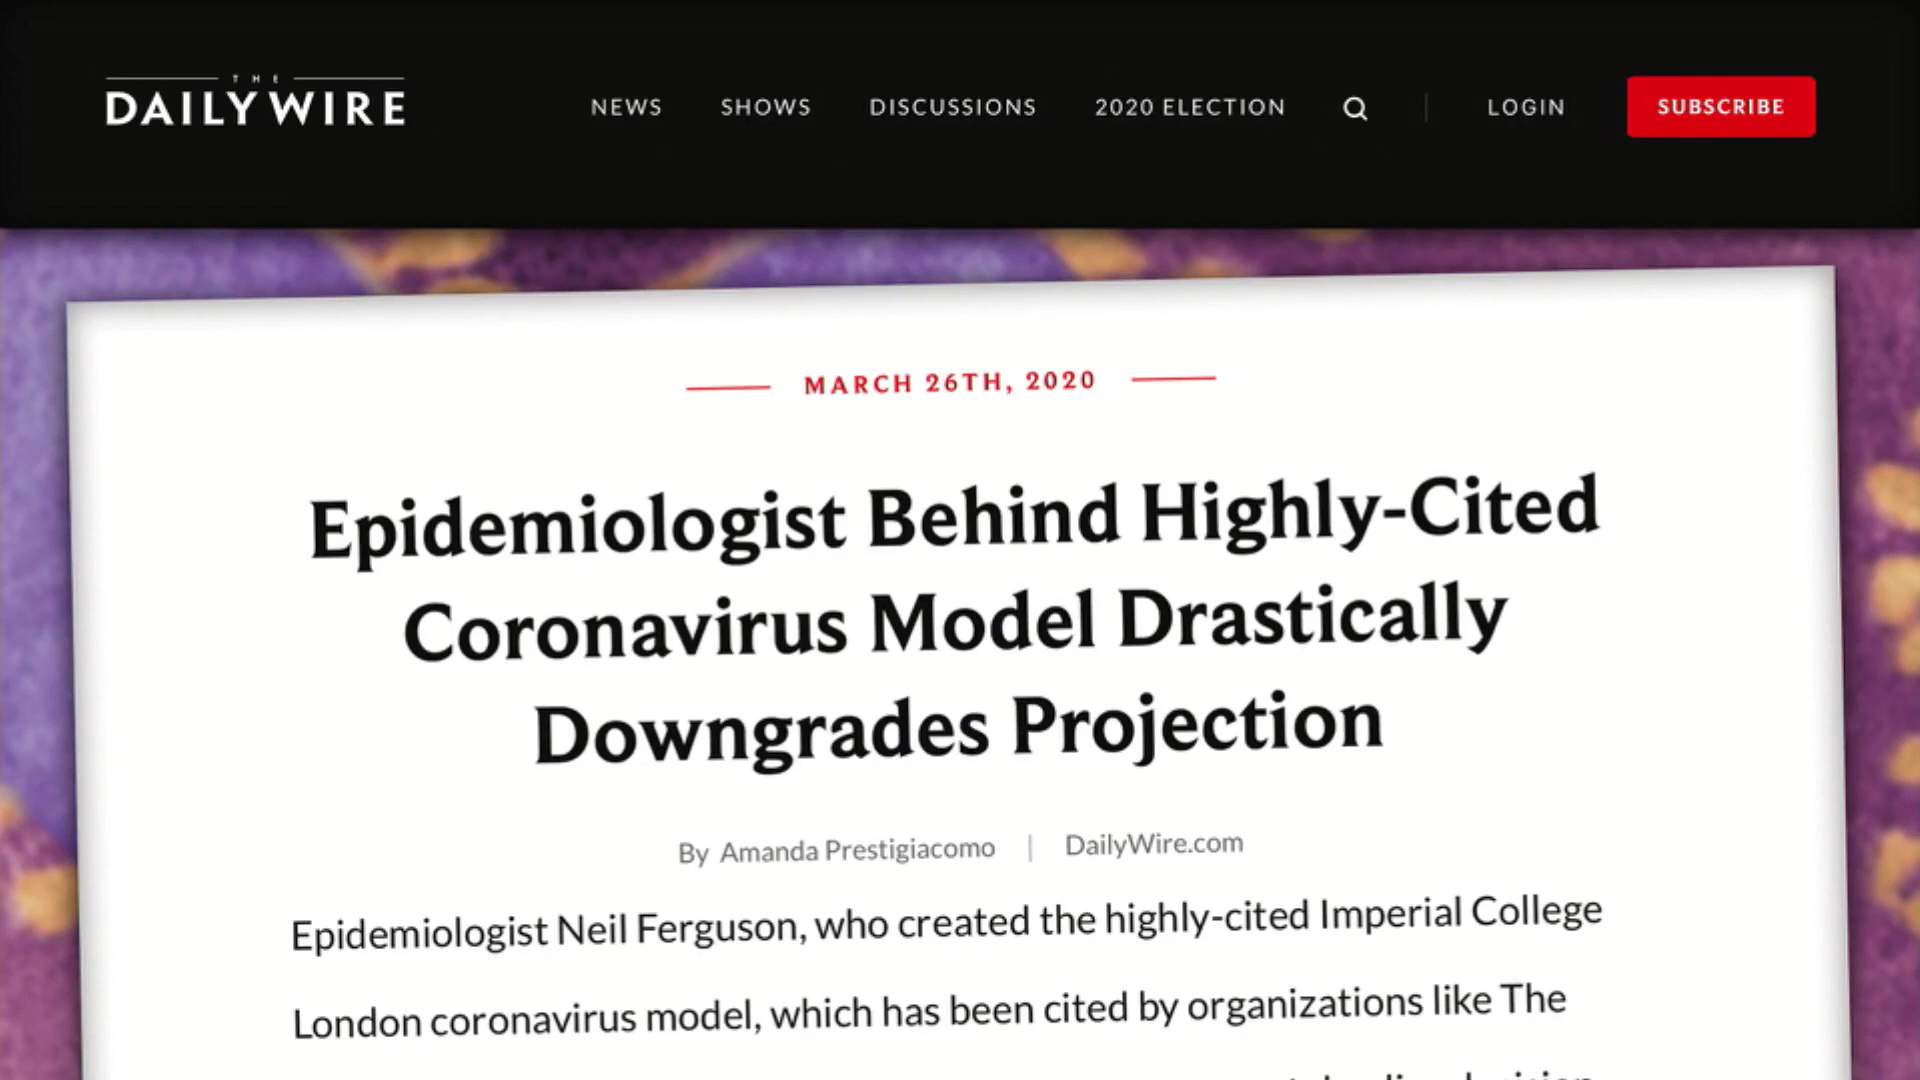 THE
DAILY WIRE
NEWS SHOWS DISCUSSIONS 2020 ELECTION LOGIN SUBSCRIBE
MARCH 26TH, 2020
Epidemiologist Behind Highly-Cited
Coronavirus Model Drastically
Downgrades Projection
By Amanda Prestigiacomo | DailyWire.com
Epidemiologist Neil Ferguson, who created the highly-cited Imperial College
London coronavirus model, which has been cited by organizations like The